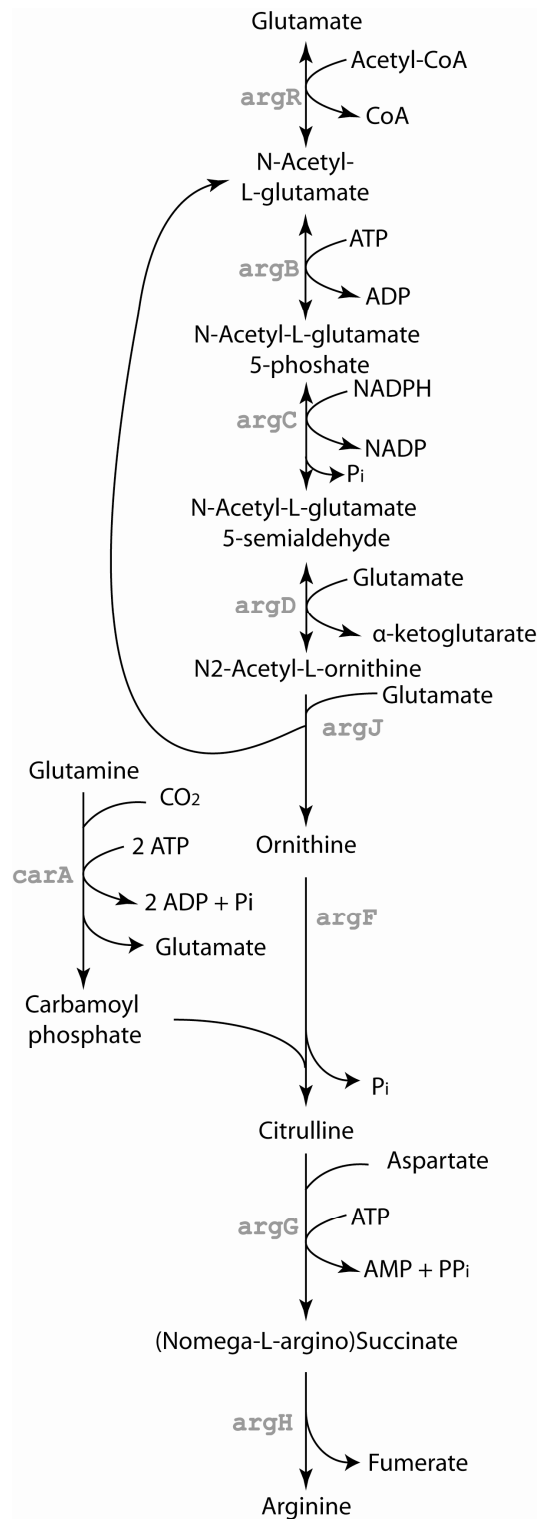 Glutamate
Acetyl-CoA
argR
CoA
N-Acetyl-
L-glutamate
ATP
argB
ADP
N-Acetyl-L-glutamate
5-phoshate
NADPH
argC
NADP
Pi
N-Acetyl-L-glutamate
5-semialdehyde
Glutamate
argD
α-ketoglutarate
N2-Acetyl-L-ornithine
Glutamate
argJ
Glutamine
CO2
Ornithine
2 ATP
carA
2 ADP + Pi
argF
Glutamate
Carbamoyl
phosphate
Pi
Citrulline
Aspartate
ATP
argG
AMP + PPi
(Nomega-L-argino)Succinate
argH
Fumerate
Arginine